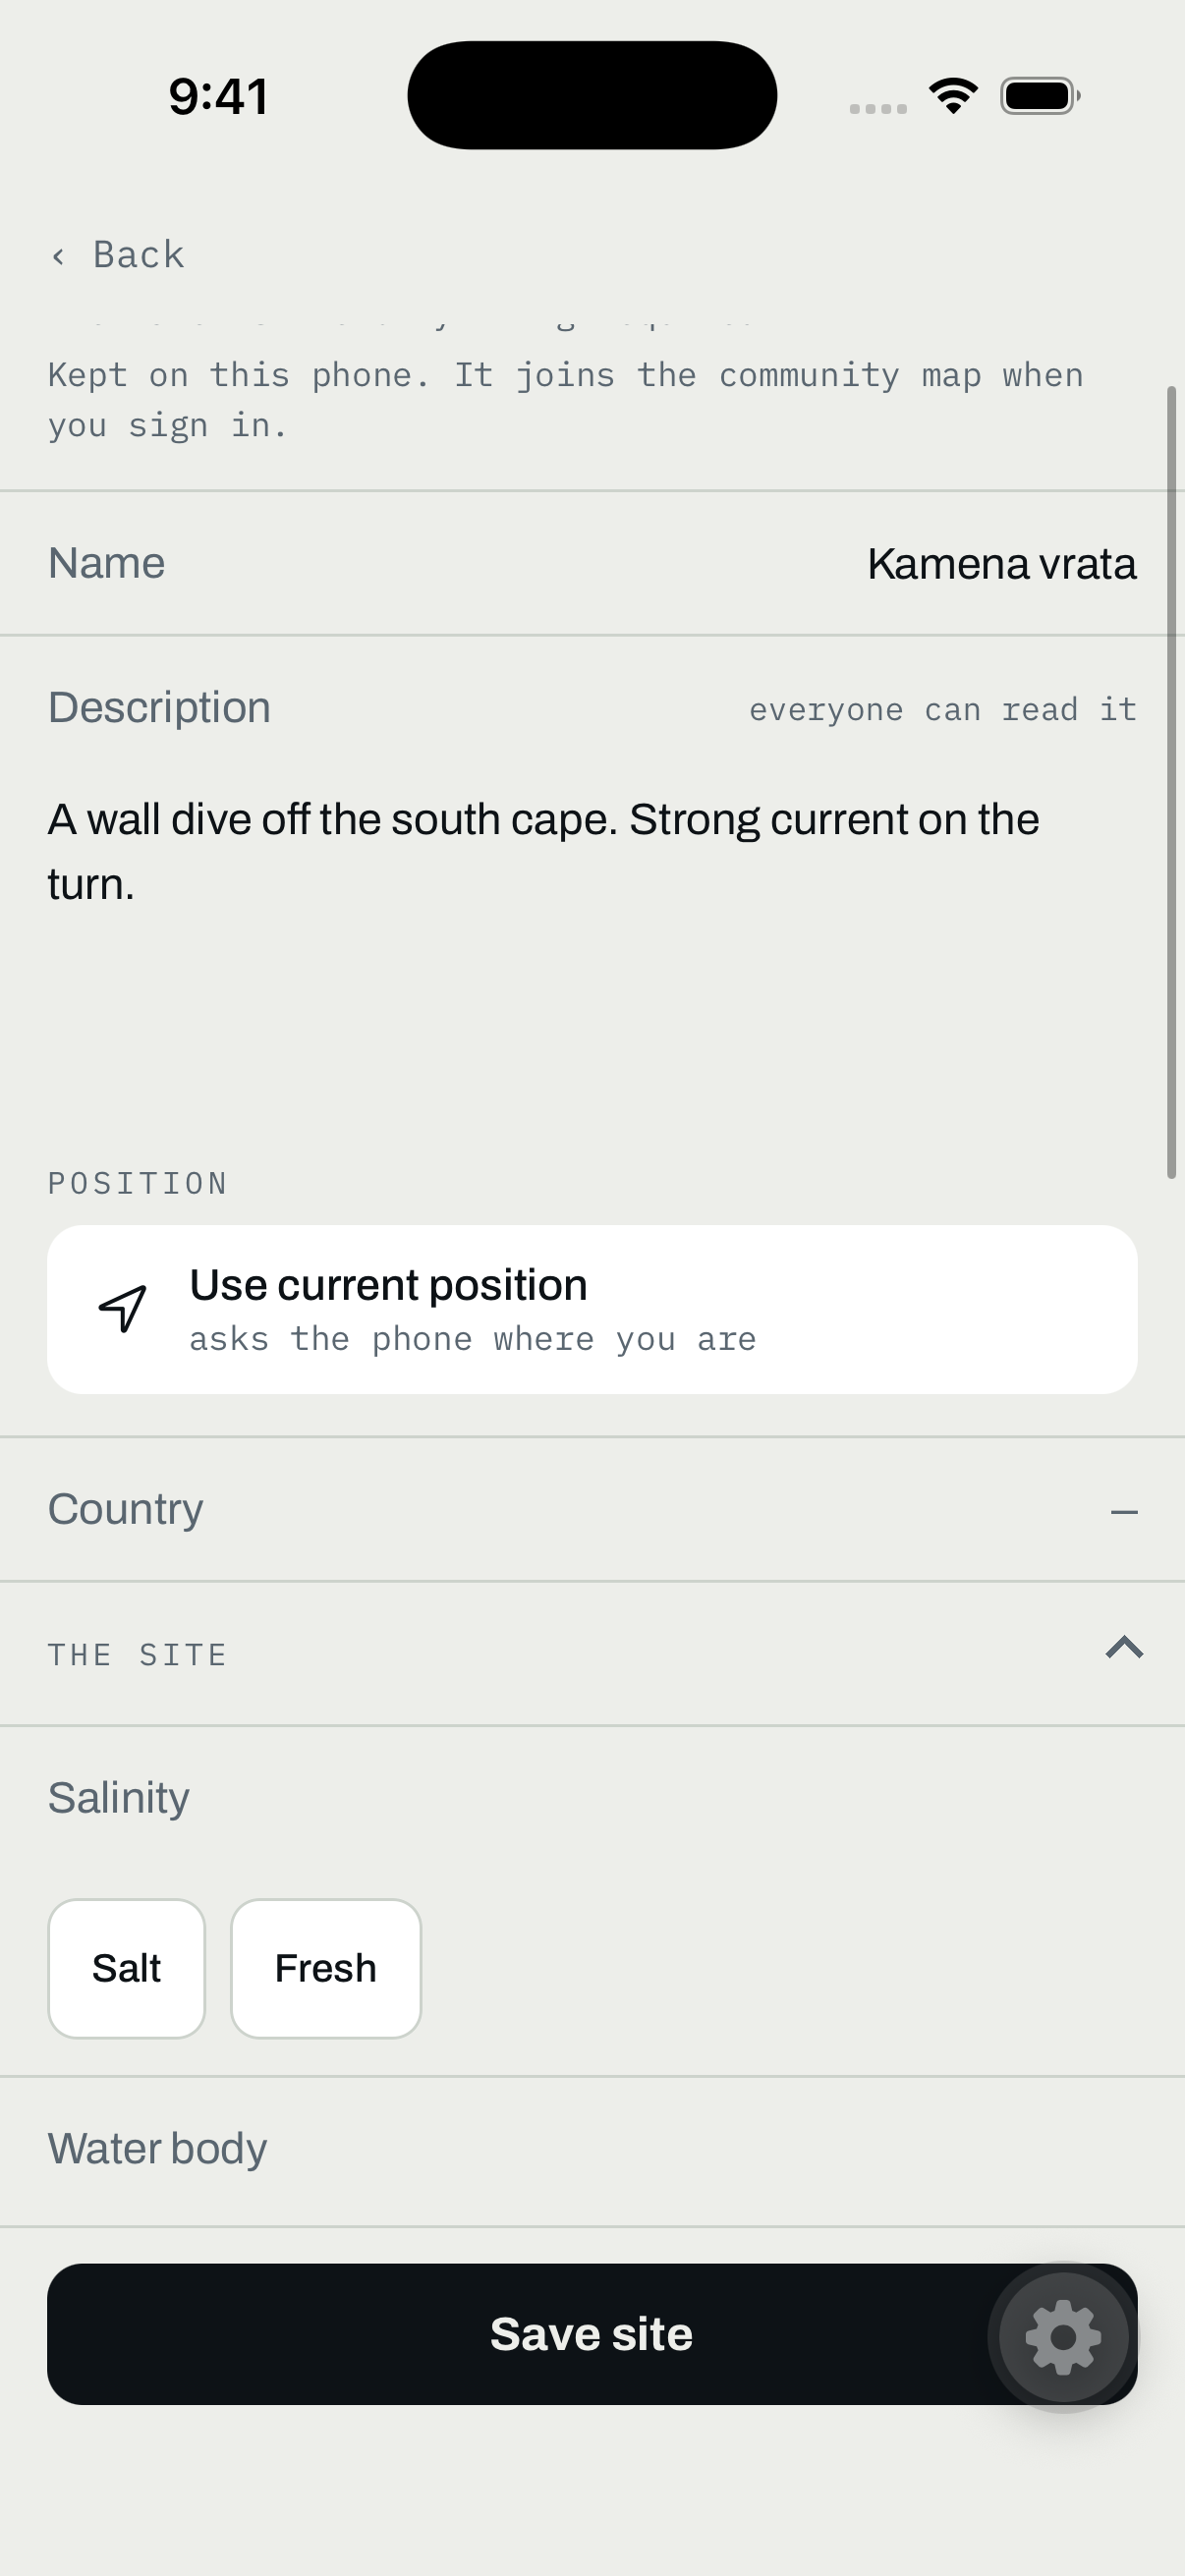 9:41
‹ Back
Kept on this phone. It joins the community map when
you sign in.
Name
Kamena vrata
Description
everyone can read it
A wall dive off the south cape. Strong current on the
turn.
POSITION
Use current position
asks the phone where you are
Country
–
THE SITE
Salinity
Salt
Fresh
Water body
Save site